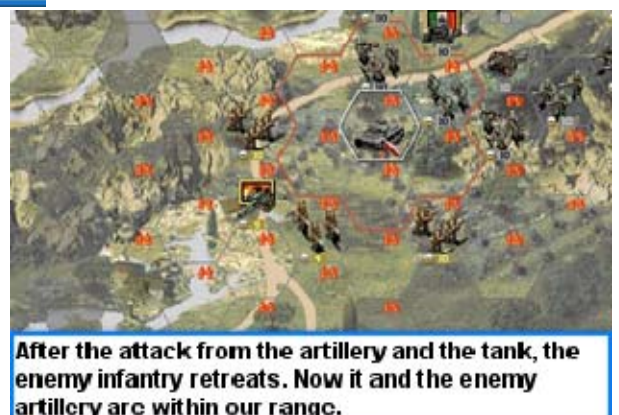 After the attack from the artillery and the tank, the
enemy infantry retreats. Now it and the enemy
artillery are within our range.